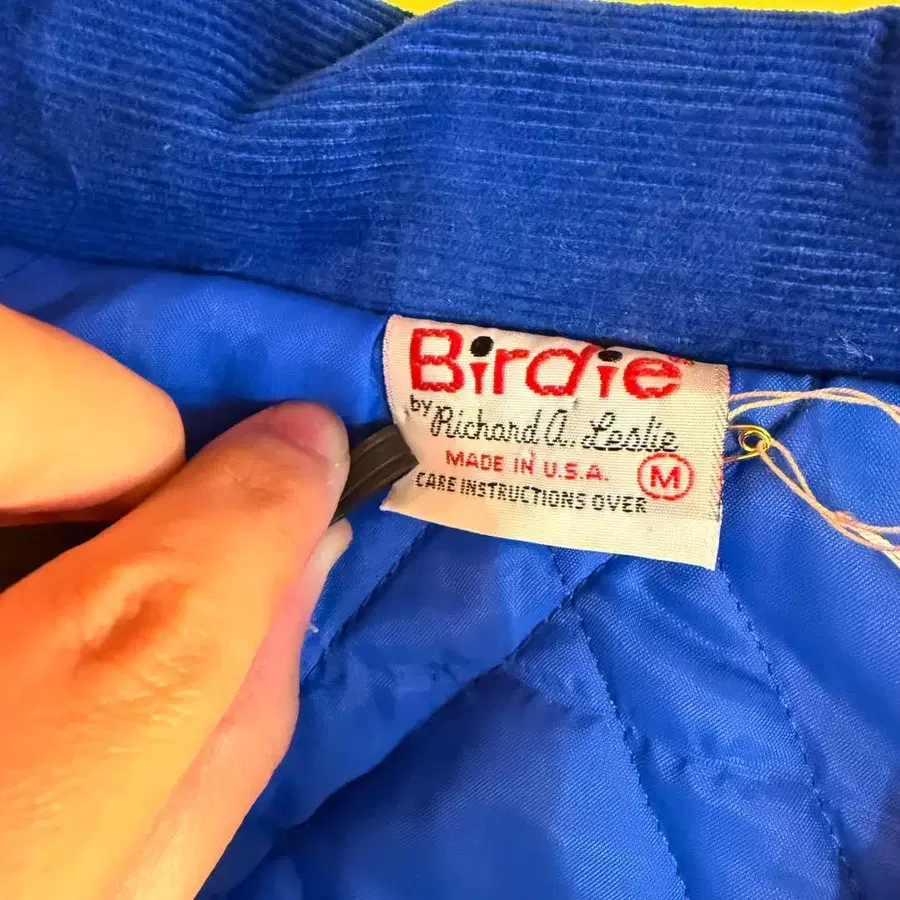 Birdie
by Richard A. Leslie
MADE IN U.S.A. M
CARE INSTRUCTIONS OVER